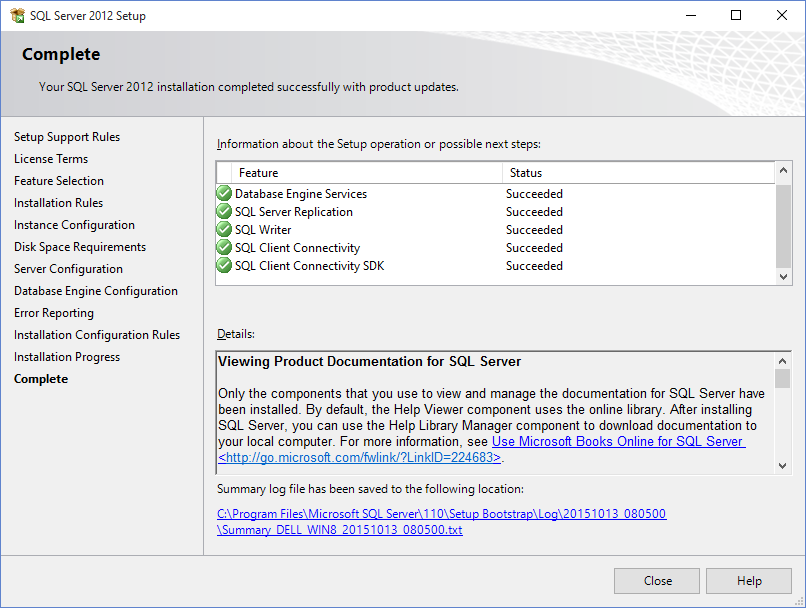 SQL Server 2012 Setup
Complete
Your SQL Server 2012 installation completed successfully with product updates.
Setup Support Rules
License Terms
Feature Selection
Installation Rules
Instance Configuration
Disk Space Requirements
Server Configuration
Database Engine Configuration
Error Reporting
Installation Configuration Rules
Installation Progress
Complete
Information about the Setup operation or possible next steps:
Feature Status
Database Engine Services Succeeded
SQL Server Replication Succeeded
SQL Writer Succeeded
SQL Client Connectivity Succeeded
SQL Client Connectivity SDK Succeeded
Details:
Viewing Product Documentation for SQL Server
Only the components that you use to view and manage the documentation for SQL Server have
been installed. By default, the Help Viewer component uses the online library. After installing
SQL Server, you can use the Help Library Manager component to download documentation to
your local computer. For more information, see Use Microsoft Books Online for SQL Server
<http://go.microsoft.com/fwlink/?LinkID=224683>.
Summary log file has been saved to the following location:
C:\Program Files\Microsoft SQL Server\110\Setup Bootstrap\Log\20151013_080500
\Summary_DELL_WIN8_20151013_080500.txt
Close
Help